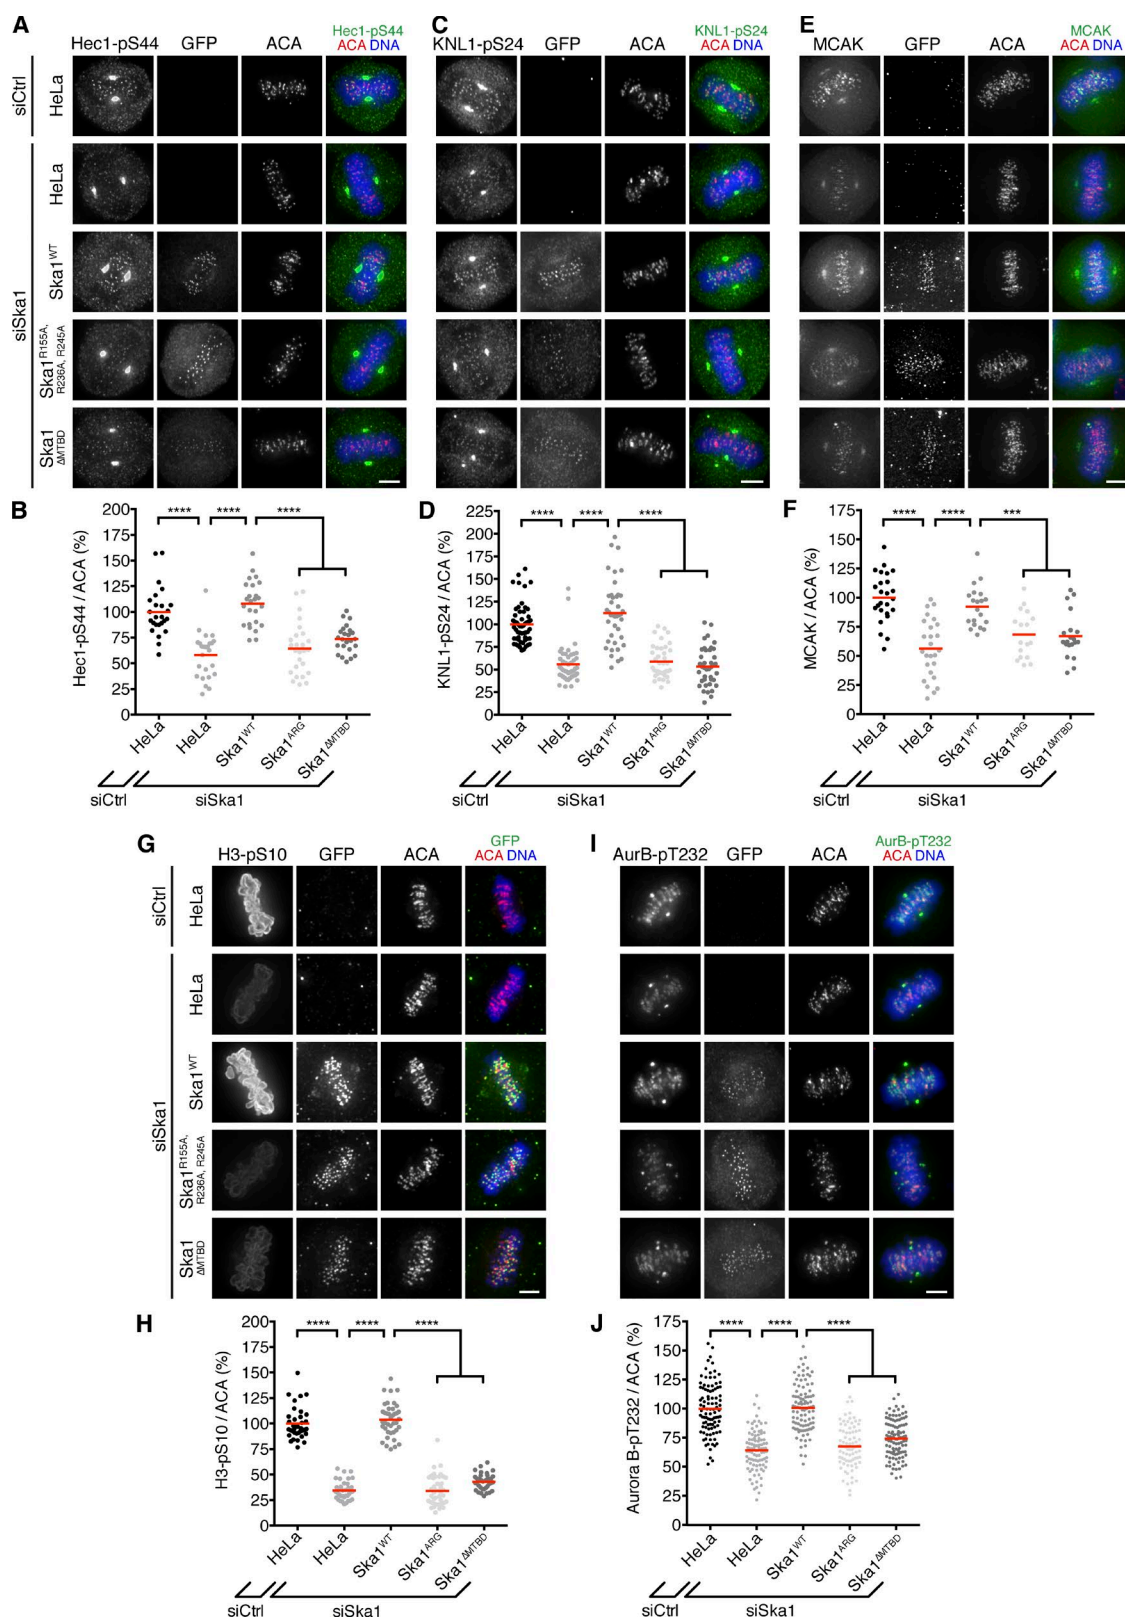 A
Hec1-pS44 GFP ACA Hec1-pS44
ACA DNA
siCtrl
HeLa
siSka1
HeLa
Ska1WT
Ska1R155A, R236A, R245A
Ska1ΔMTBD
C
KNL1-pS24 GFP ACA KNL1-pS24
ACA DNA
E
MCAK GFP ACA MCAK
ACA DNA
B
Hec1-pS44 / ACA (%)
200
175
150
125
100
75
50
25
0
**** **** ****
HeLa HeLa Ska1WT Ska1ARG Ska1ΔMTBD
siCtrl siSka1
D
KNL1-pS24 / ACA (%)
225
200
175
150
125
100
75
50
25
0
**** **** ****
HeLa HeLa Ska1WT Ska1ARG Ska1ΔMTBD
siCtrl siSka1
F
MCAK / ACA (%)
175
150
125
100
75
50
25
0
**** **** ***
HeLa HeLa Ska1WT Ska1ARG Ska1ΔMTBD
siCtrl siSka1
G
H3-pS10 GFP ACA GFP
ACA DNA
siCtrl
HeLa
siSka1
HeLa
Ska1WT
Ska1R155A, R236A, R245A
Ska1ΔMTBD
I
AurB-pT232 GFP ACA AurB-pT232
ACA DNA
H
H3-pS10 / ACA (%)
200
175
150
125
100
75
50
25
0
**** **** ****
HeLa HeLa Ska1WT Ska1ARG Ska1ΔMTBD
siCtrl siSka1
J
Aurora B-pT232 / ACA (%)
175
150
125
100
75
50
25
0
**** **** ****
HeLa HeLa Ska1WT Ska1ARG Ska1ΔMTBD
siCtrl siSka1